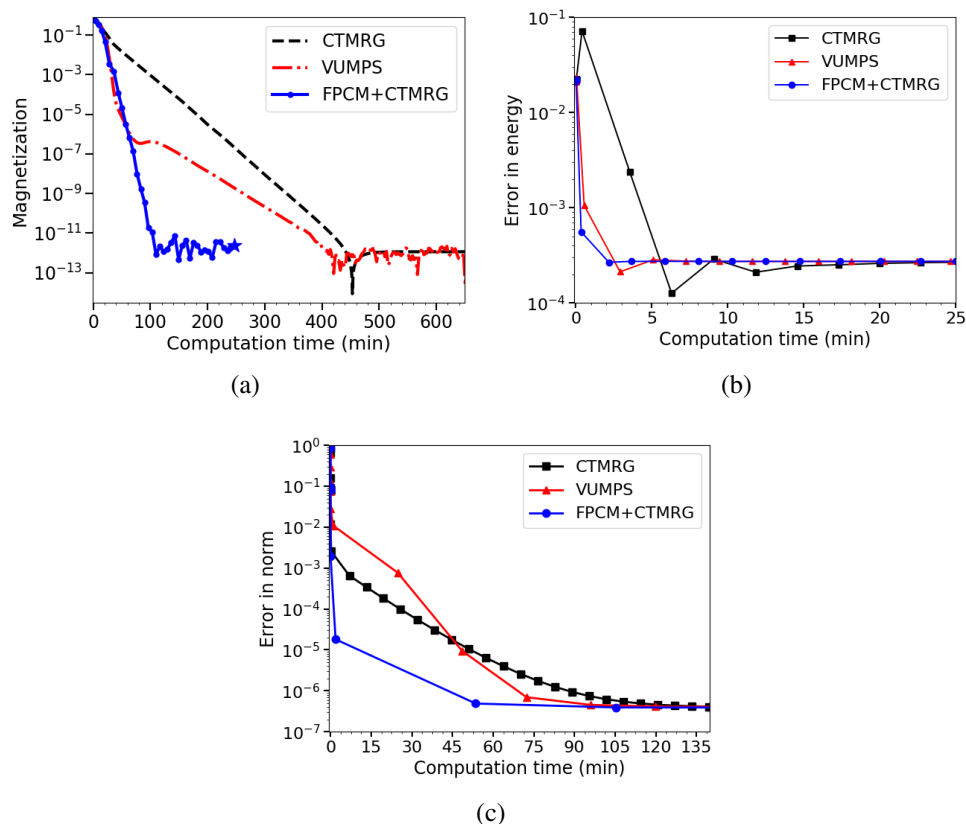 10⁻¹
10⁻³
10⁻⁵
10⁻⁷
10⁻⁹
10⁻¹¹
10⁻¹³
Magnetization
CTMRG
VUMPS
FPCM+CTMRG
0 100 200 300 400 500 600
Computation time (min)
(a)
10⁻¹
10⁻²
10⁻³
10⁻⁴
Error in energy
CTMRG
VUMPS
FPCM+CTMRG
0 5 10 15 20 25
Computation time (min)
(b)
10⁰
10⁻¹
10⁻²
10⁻³
10⁻⁴
10⁻⁵
10⁻⁶
10⁻⁷
Error in norm
CTMRG
VUMPS
FPCM+CTMRG
0 15 30 45 60 75 90 105 120 135
Computation time (min)
(c)